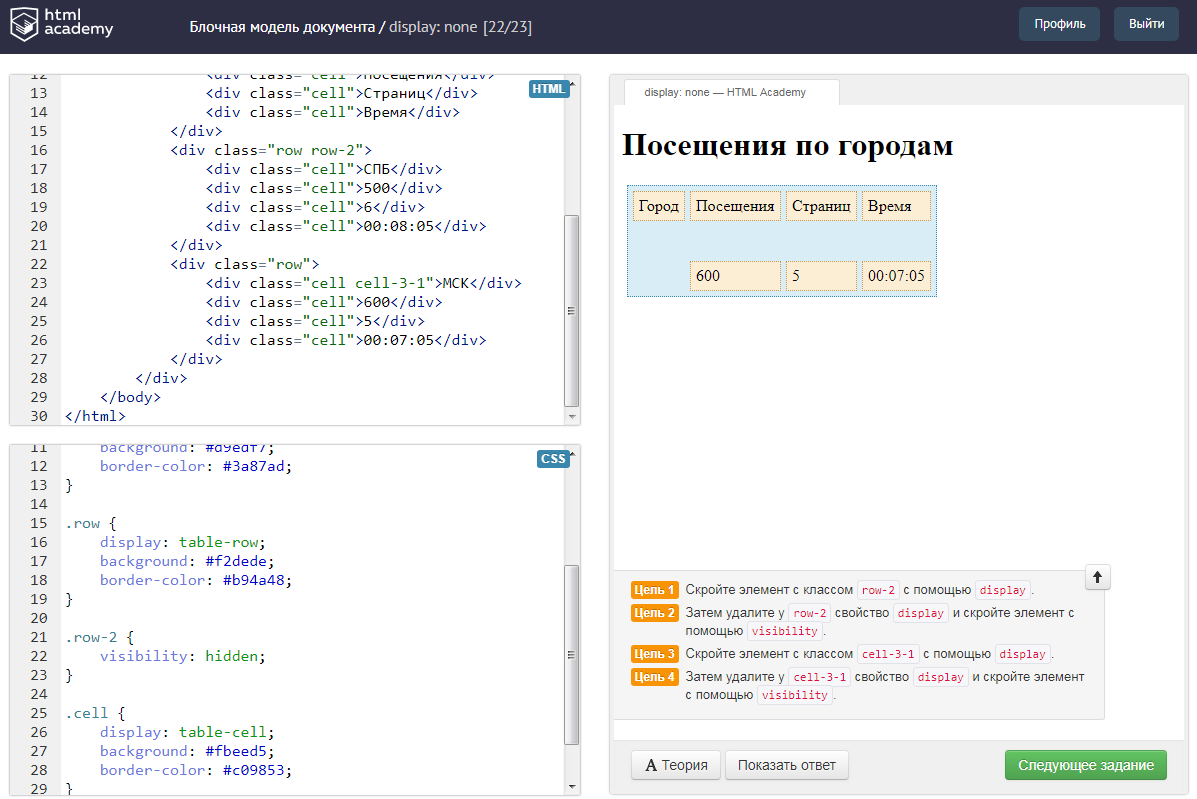 html
academy
Блочная модель документа / display: none [22/23]
Профиль
Выйти
12 <div class="cell">Посещения</div>
13 <div class="cell">Страниц</div>
14 <div class="cell">Время</div>
15 </div>
16 <div class="row row-2">
17 <div class="cell">СПБ</div>
18 <div class="cell">500</div>
19 <div class="cell">6</div>
20 <div class="cell">00:08:05</div>
21 </div>
22 <div class="row">
23 <div class="cell cell-3-1">МСК</div>
24 <div class="cell">600</div>
25 <div class="cell">5</div>
26 <div class="cell">00:07:05</div>
27 </div>
28 </div>
29 </body>
30 </html>
HTML
11 background: #d9edf7;
12 border-color: #3a87ad;
13 }
14
15 .row {
16 display: table-row;
17 background: #f2dede;
18 border-color: #b94a48;
19 }
20
21 .row-2 {
22 visibility: hidden;
23 }
24
25 .cell {
26 display: table-cell;
27 background: #fbeed5;
28 border-color: #c09853;
29 }
CSS
display: none — HTML Academy
Посещения по городам
Город Посещения Страниц Время
600 5 00:07:05
Цель 1 Скройте элемент с классом row-2 с помощью display.
Цель 2 Затем удалите у row-2 свойство display и скройте элемент с
помощью visibility.
Цель 3 Скройте элемент с классом cell-3-1 с помощью display.
Цель 4 Затем удалите у cell-3-1 свойство display и скройте элемент
с помощью visibility.
А Теория
Показать ответ
Следующее задание